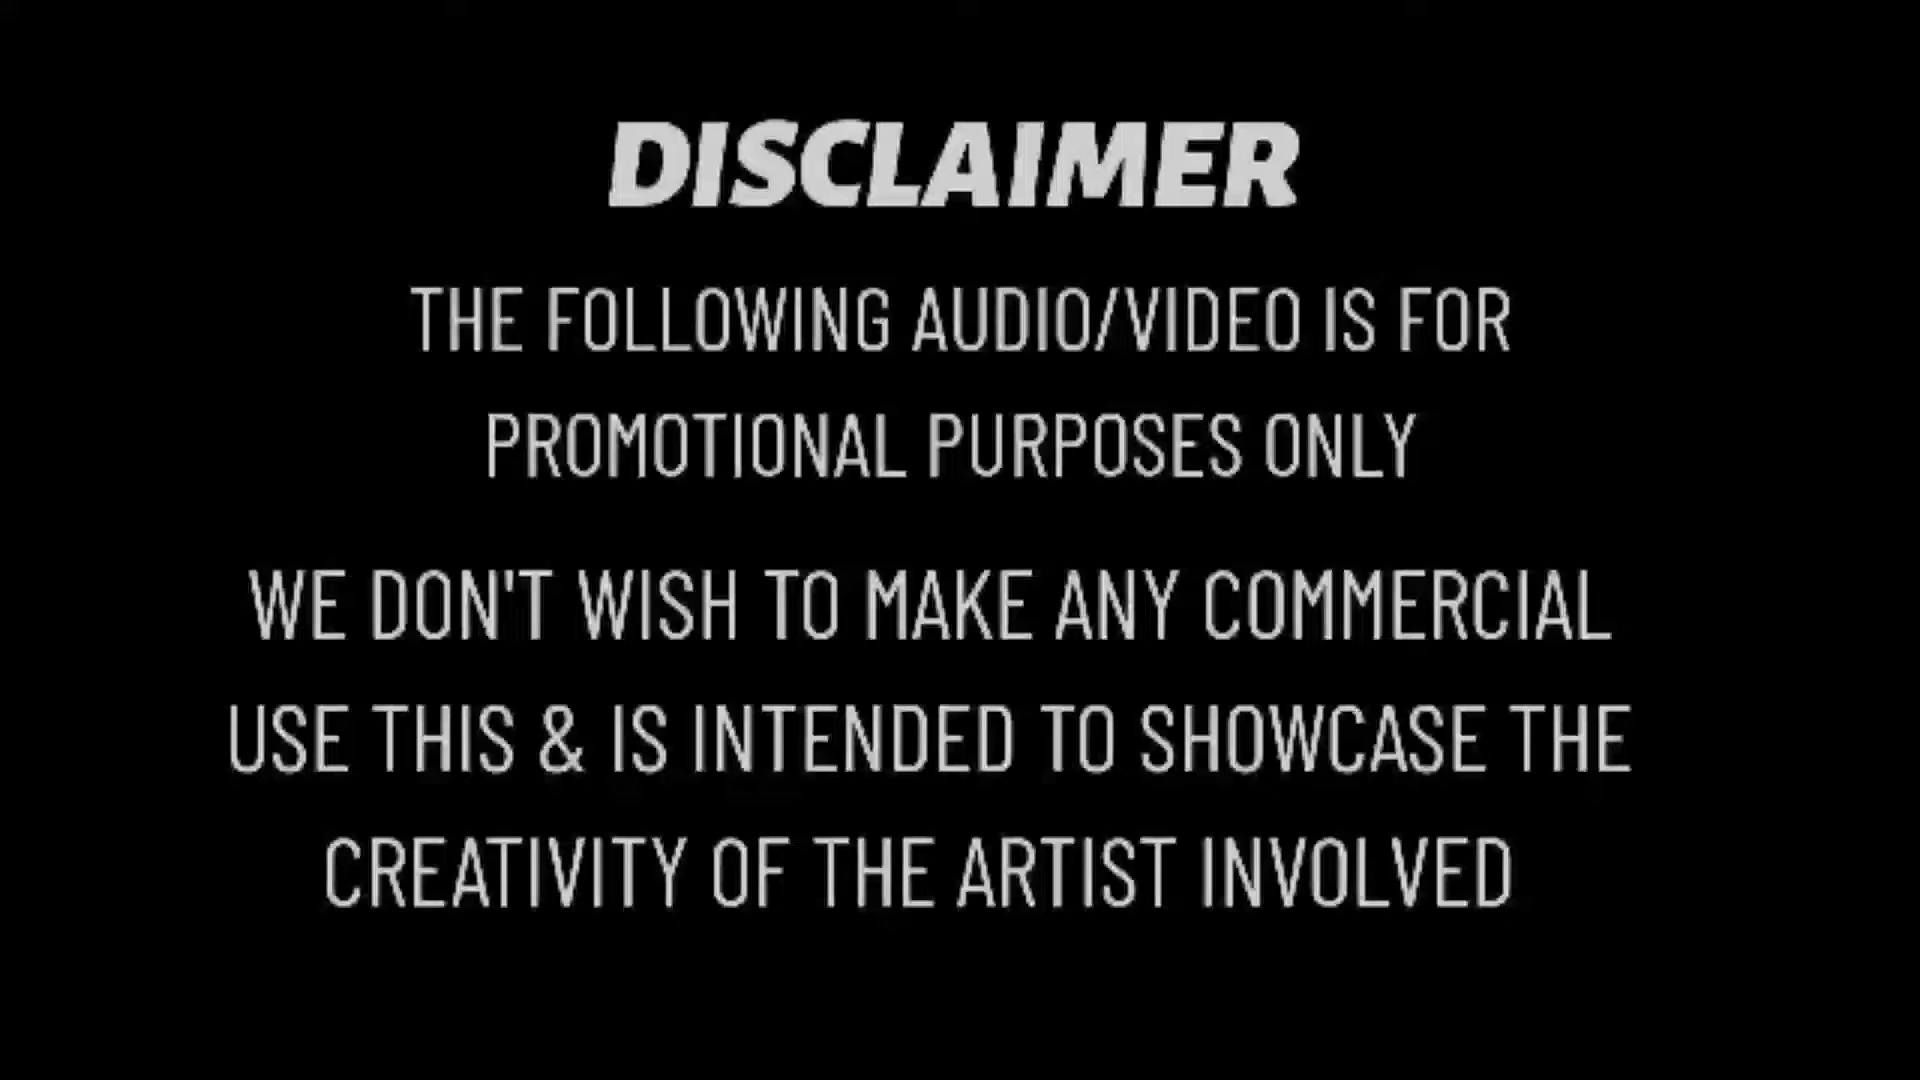 DISCLAIMER
THE FOLLOWING AUDIO/VIDEO IS FOR
PROMOTIONAL PURPOSES ONLY
WE DON'T WISH TO MAKE ANY COMMERCIAL
USE THIS & IS INTENDED TO SHOWCASE THE
CREATIVITY OF THE ARTIST INVOLVED